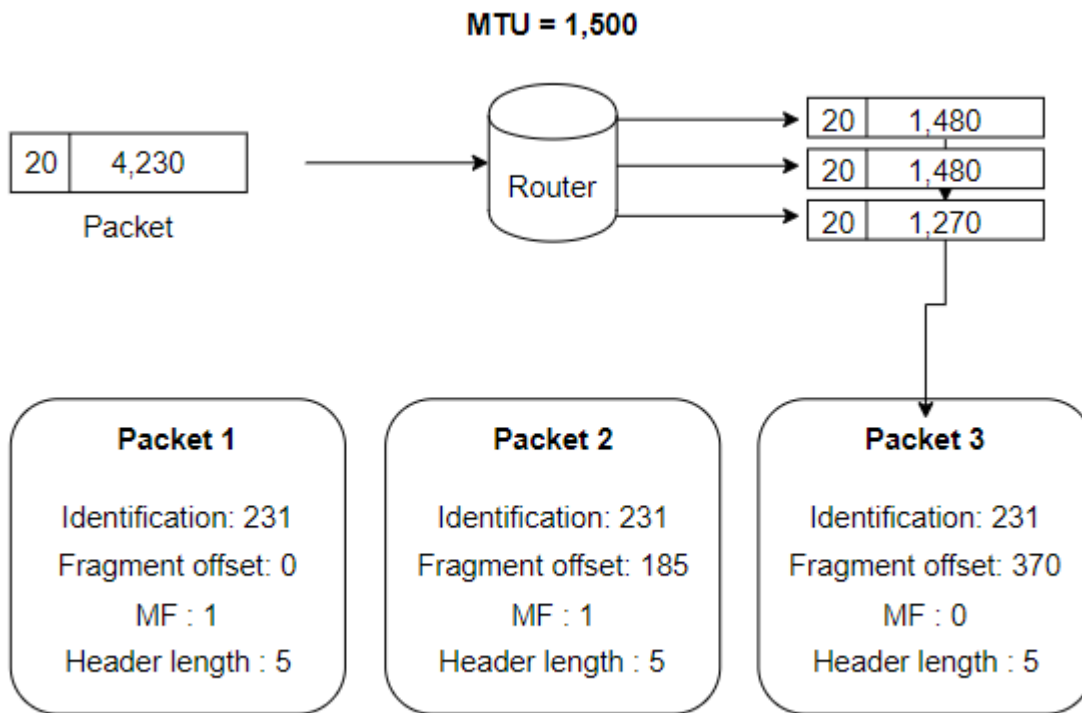 MTU = 1,500
20 4,230
Packet
Router
20 1,480
20 1,480
20 1,270
Packet 1
Identification: 231
Fragment offset: 0
MF : 1
Header length : 5
Packet 2
Identification: 231
Fragment offset: 185
MF : 1
Header length : 5
Packet 3
Identification: 231
Fragment offset: 370
MF : 0
Header length : 5